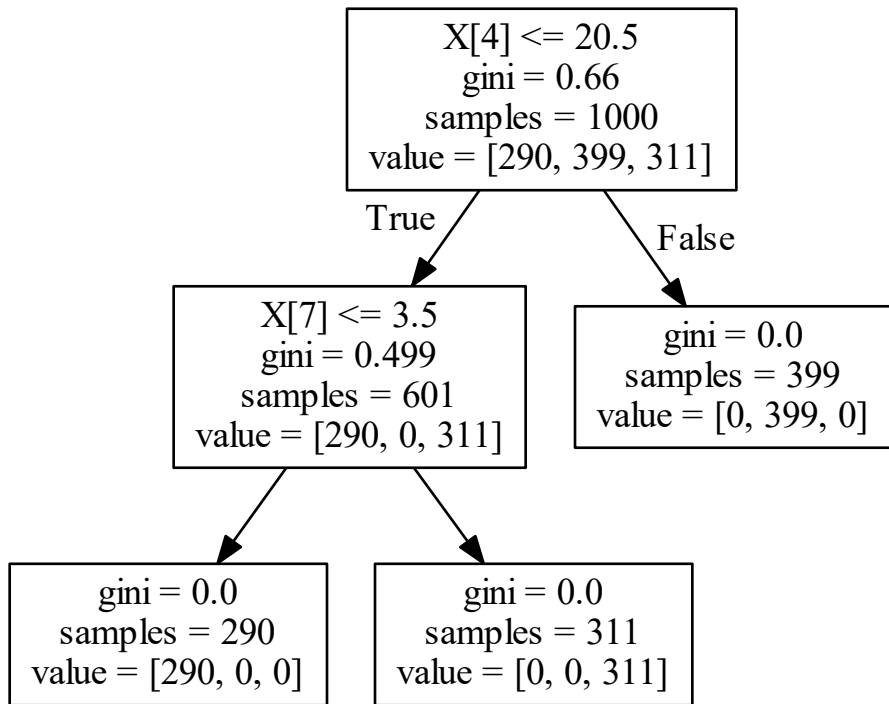 X[4] <= 20.5
gini = 0.66
samples = 1000
value = [290, 399, 311]
True
False
X[7] <= 3.5
gini = 0.499
samples = 601
value = [290, 0, 311]
gini = 0.0
samples = 399
value = [0, 399, 0]
gini = 0.0
samples = 290
value = [290, 0, 0]
gini = 0.0
samples = 311
value = [0, 0, 311]